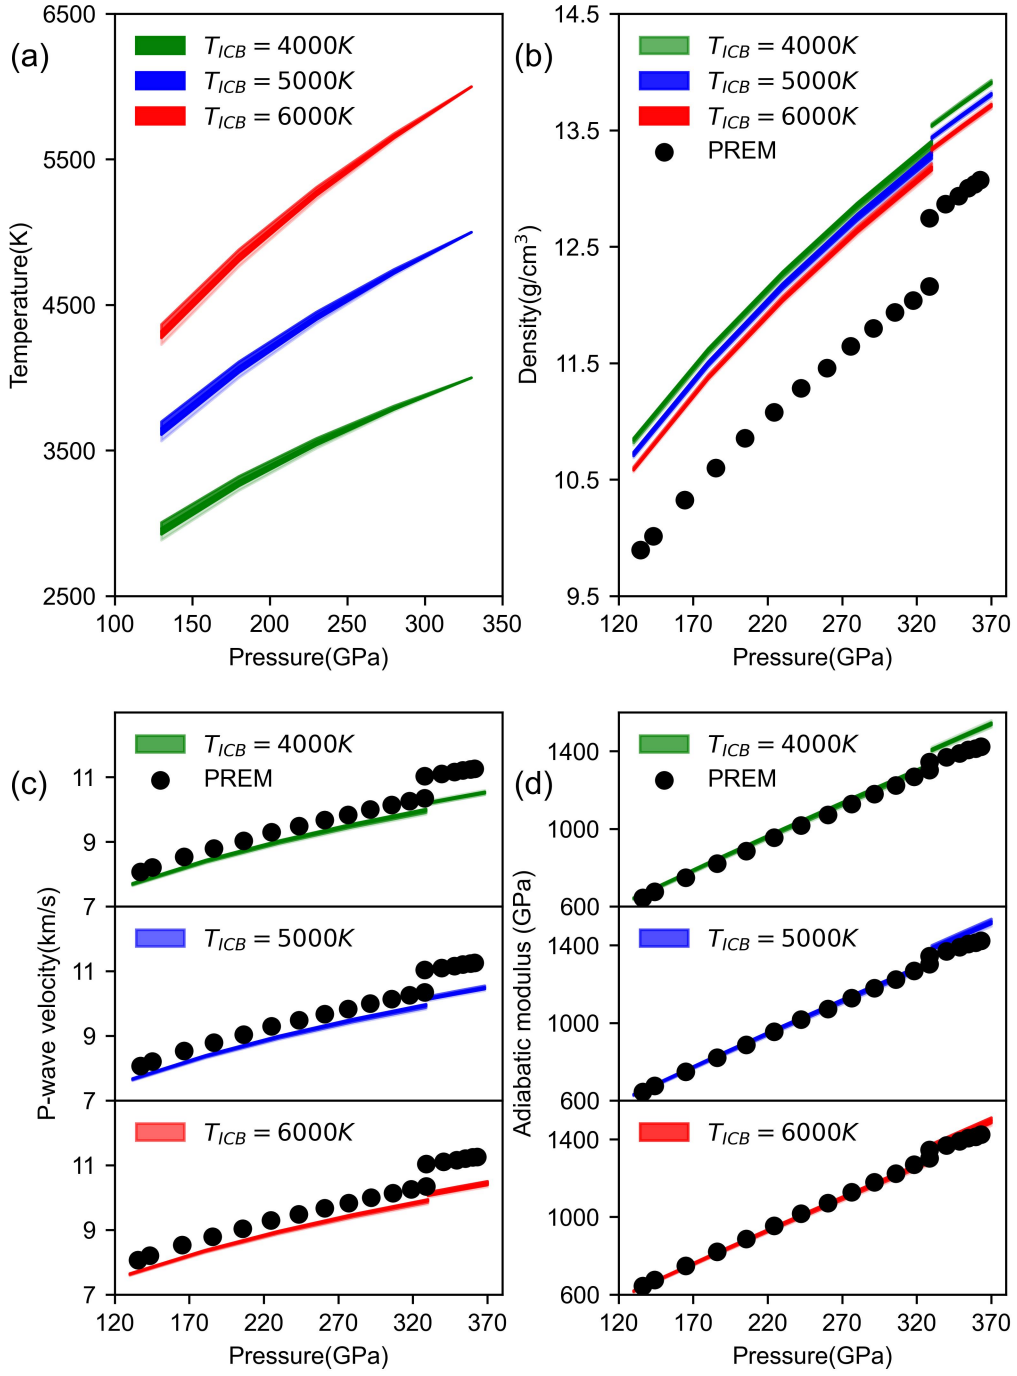 (a)
T_ICB = 4000K
T_ICB = 5000K
T_ICB = 6000K
6500
5500
4500
3500
2500
Temperature(K)
100 150 200 250 300 350
Pressure(GPa)
(b)
T_ICB = 4000K
T_ICB = 5000K
T_ICB = 6000K
PREM
14.5
13.5
12.5
11.5
10.5
9.5
Density(g/cm³)
120 170 220 270 320 370
Pressure(GPa)
(c)
T_ICB = 4000K
PREM
11
9
7
T_ICB = 5000K
11
9
7
T_ICB = 6000K
11
9
7
P-wave velocity(km/s)
120 170 220 270 320 370
Pressure(GPa)
(d)
T_ICB = 4000K
PREM
1400
1000
600
T_ICB = 5000K
1400
1000
600
T_ICB = 6000K
1400
1000
600
Adiabatic modulus (GPa)
120 170 220 270 320 370
Pressure(GPa)